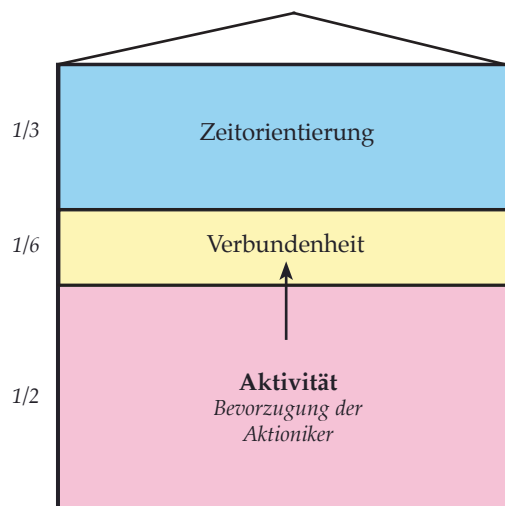 1/3
Zeitorientierung
1/6
Verbundenheit
1/2
Aktivität
Bevorzugung der
Aktioniker